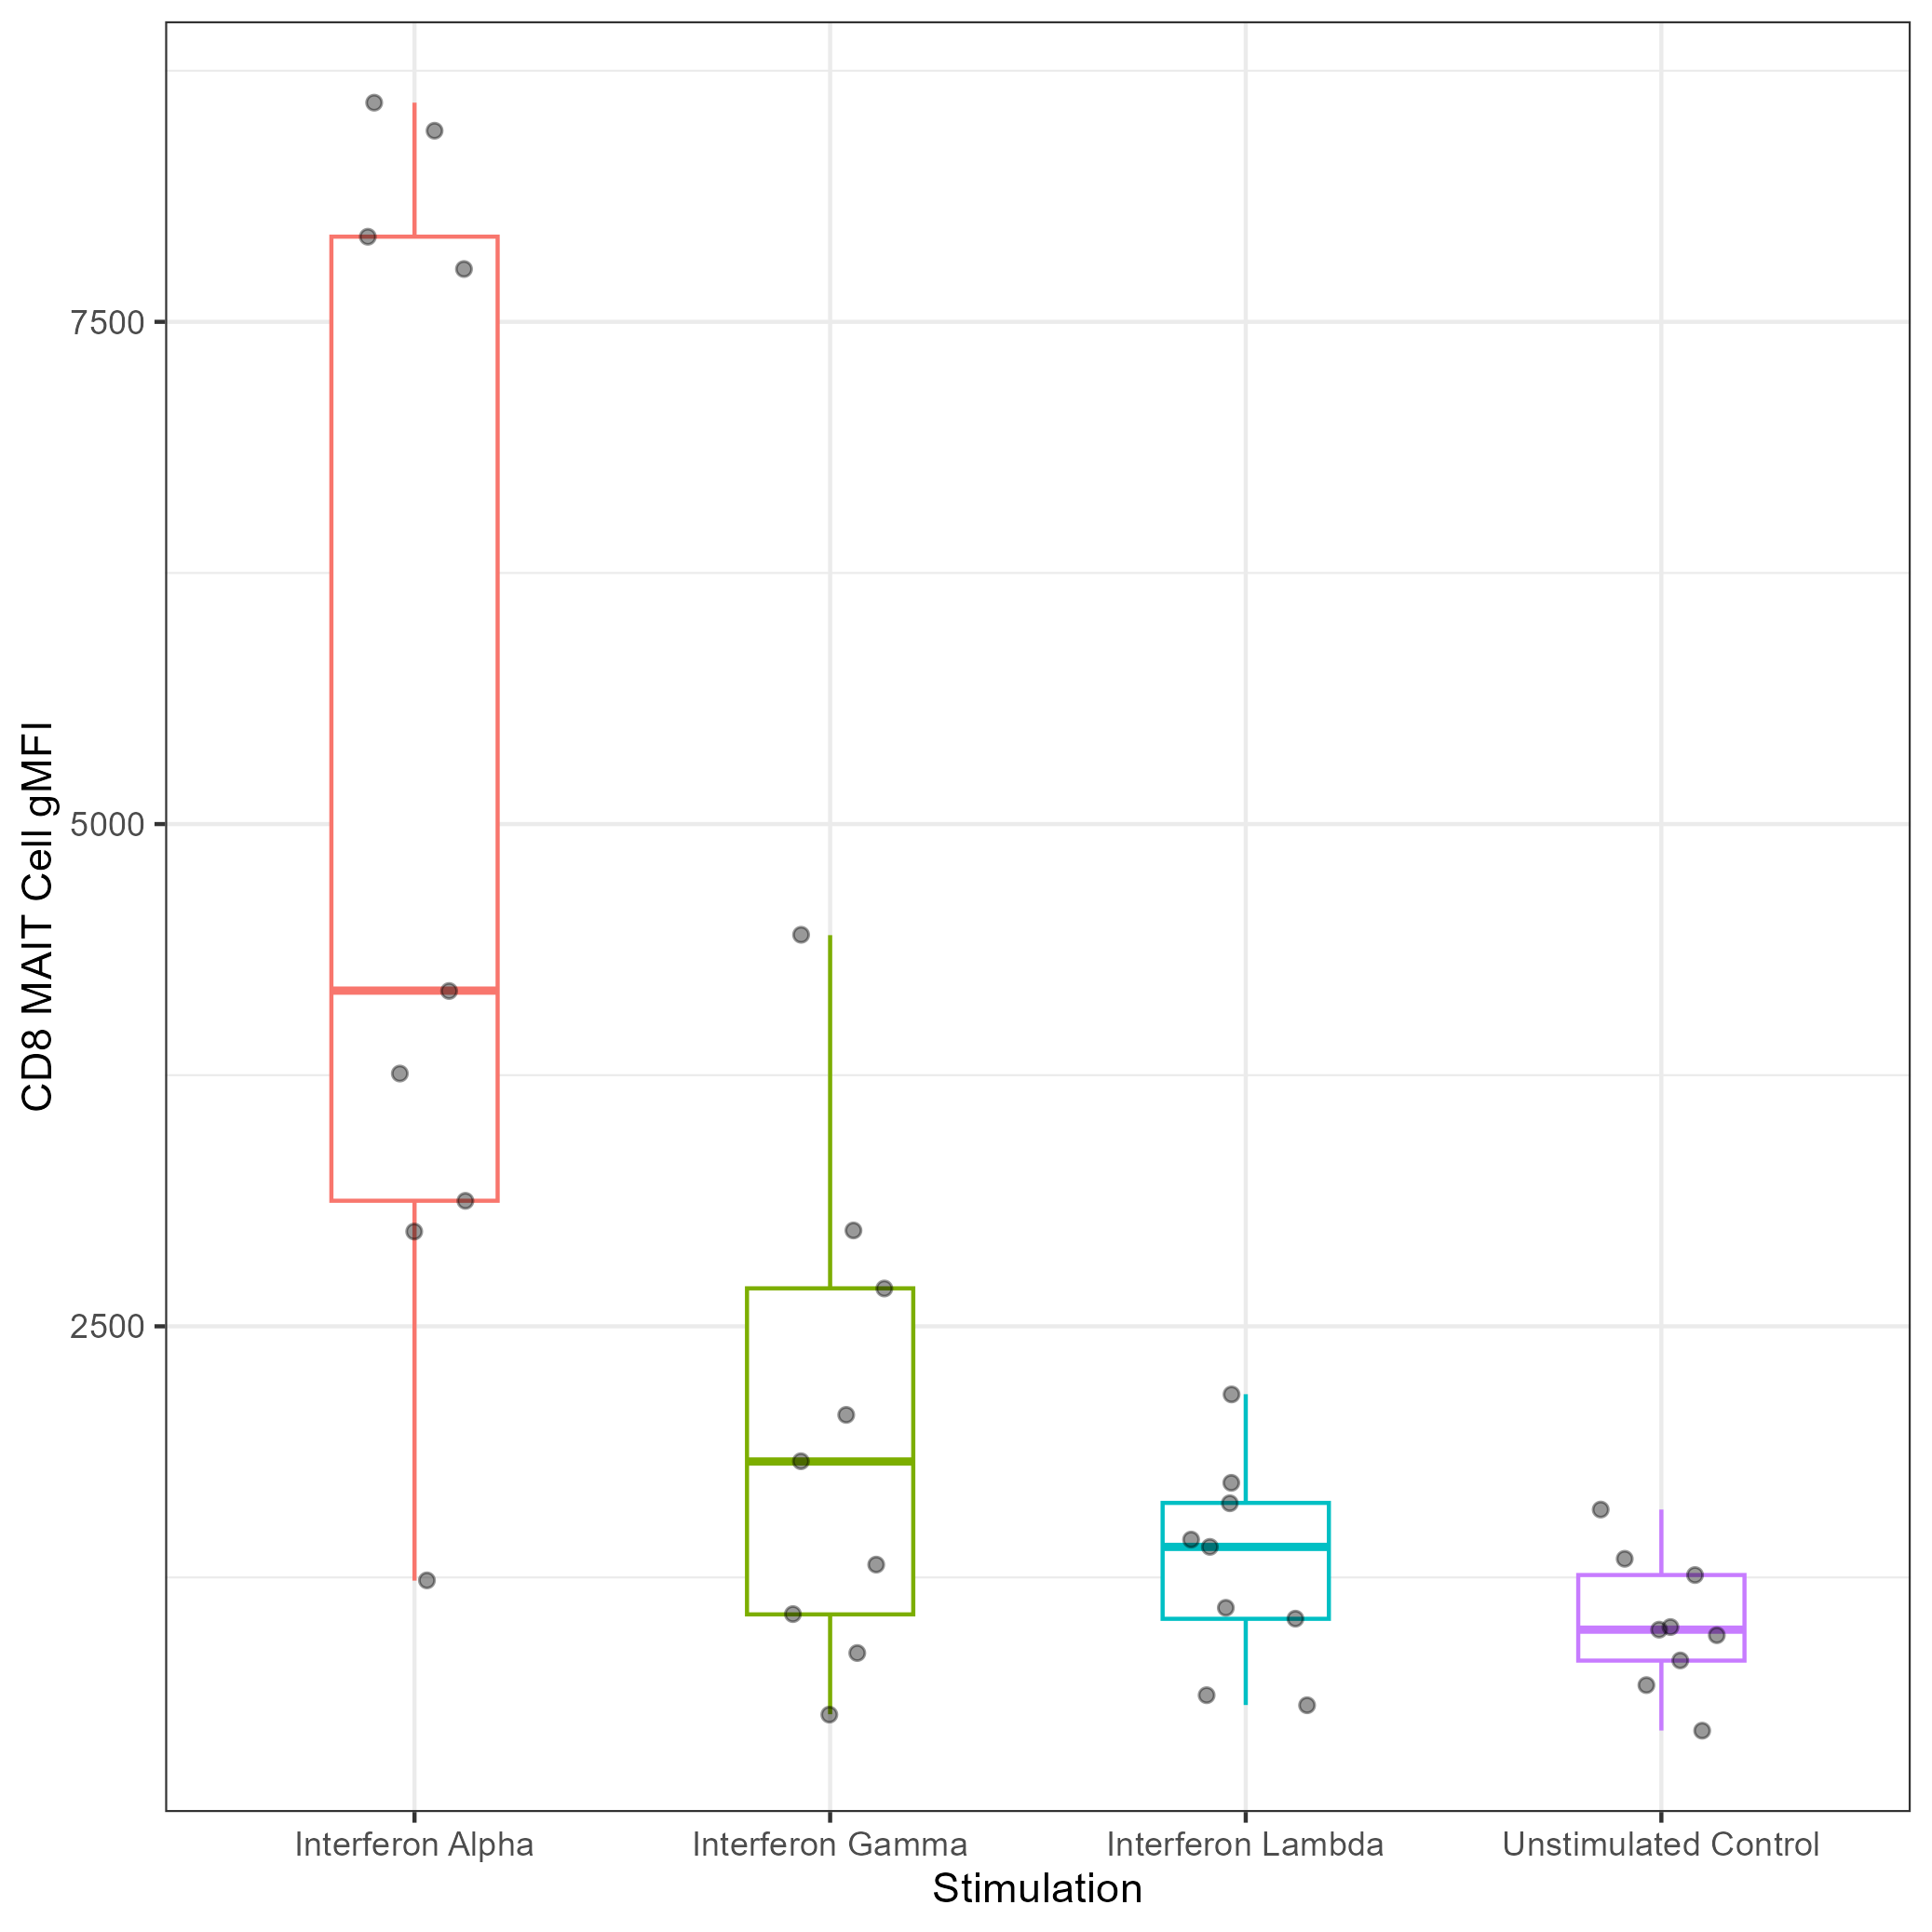 CD8 MAIT Cell gMFI
7500
5000
2500
Interferon Alpha
Interferon Gamma
Interferon Lambda
Unstimulated Control
Stimulation